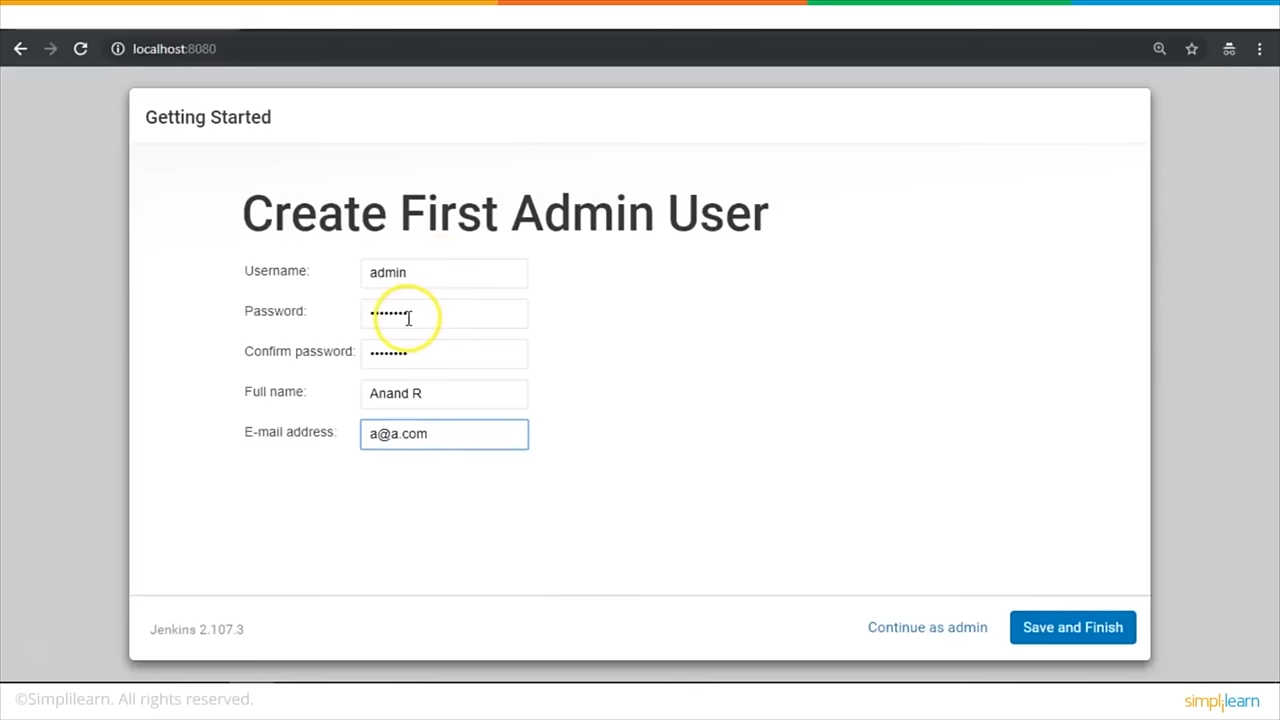 localhost:8080
Getting Started
Create First Admin User
Username: admin
Password: ••••••••
Confirm password: ••••••••
Full name: Anand R
E-mail address: a@a.com
Jenkins 2.107.3
Continue as admin
Save and Finish
©Simplilearn. All rights reserved.
simplilearn